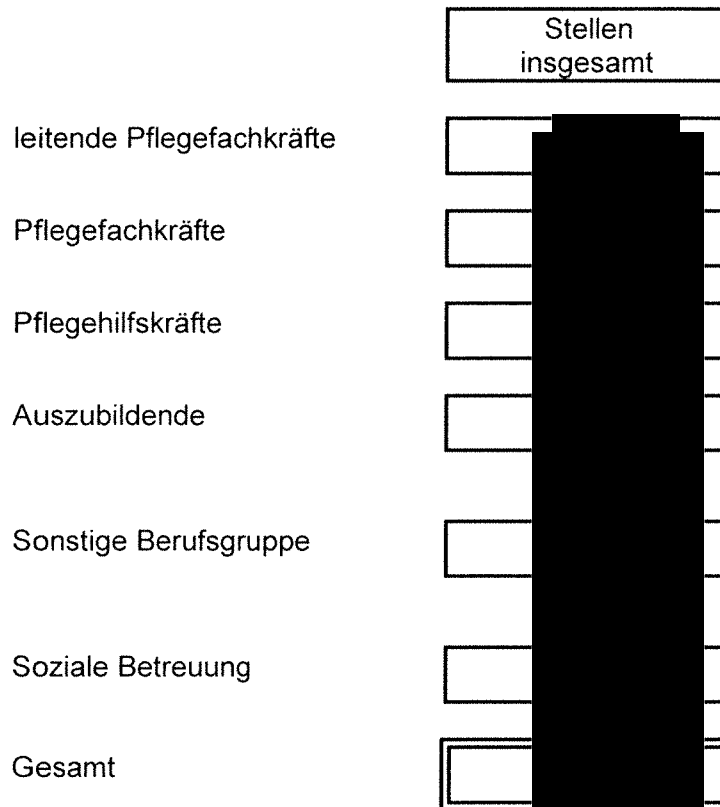 Stellen
insgesamt
leitende Pflegefachkräfte
Pflegefachkräfte
Pflegehilfskräfte
Auszubildende
Sonstige Berufsgruppe
Soziale Betreuung
Gesamt